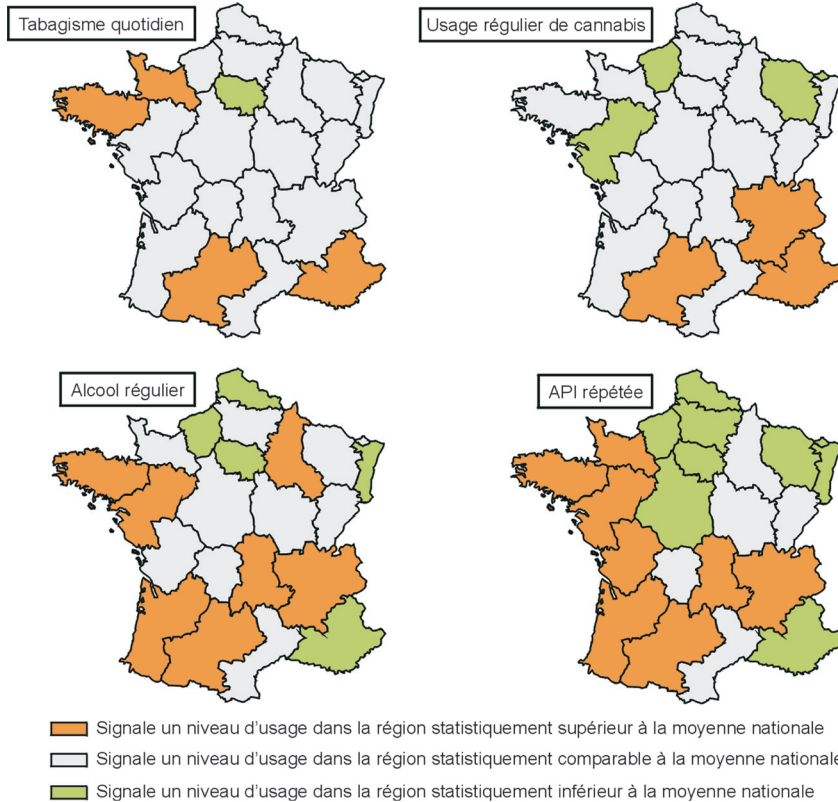 Tabagisme quotidien
Usage régulier de cannabis
Alcool régulier
API répétée
Signale un niveau d'usage dans la région statistiquement supérieur à la moyenne nationale
Signale un niveau d'usage dans la région statistiquement comparable à la moyenne nationale
Signale un niveau d'usage dans la région statistiquement inférieur à la moyenne nationale